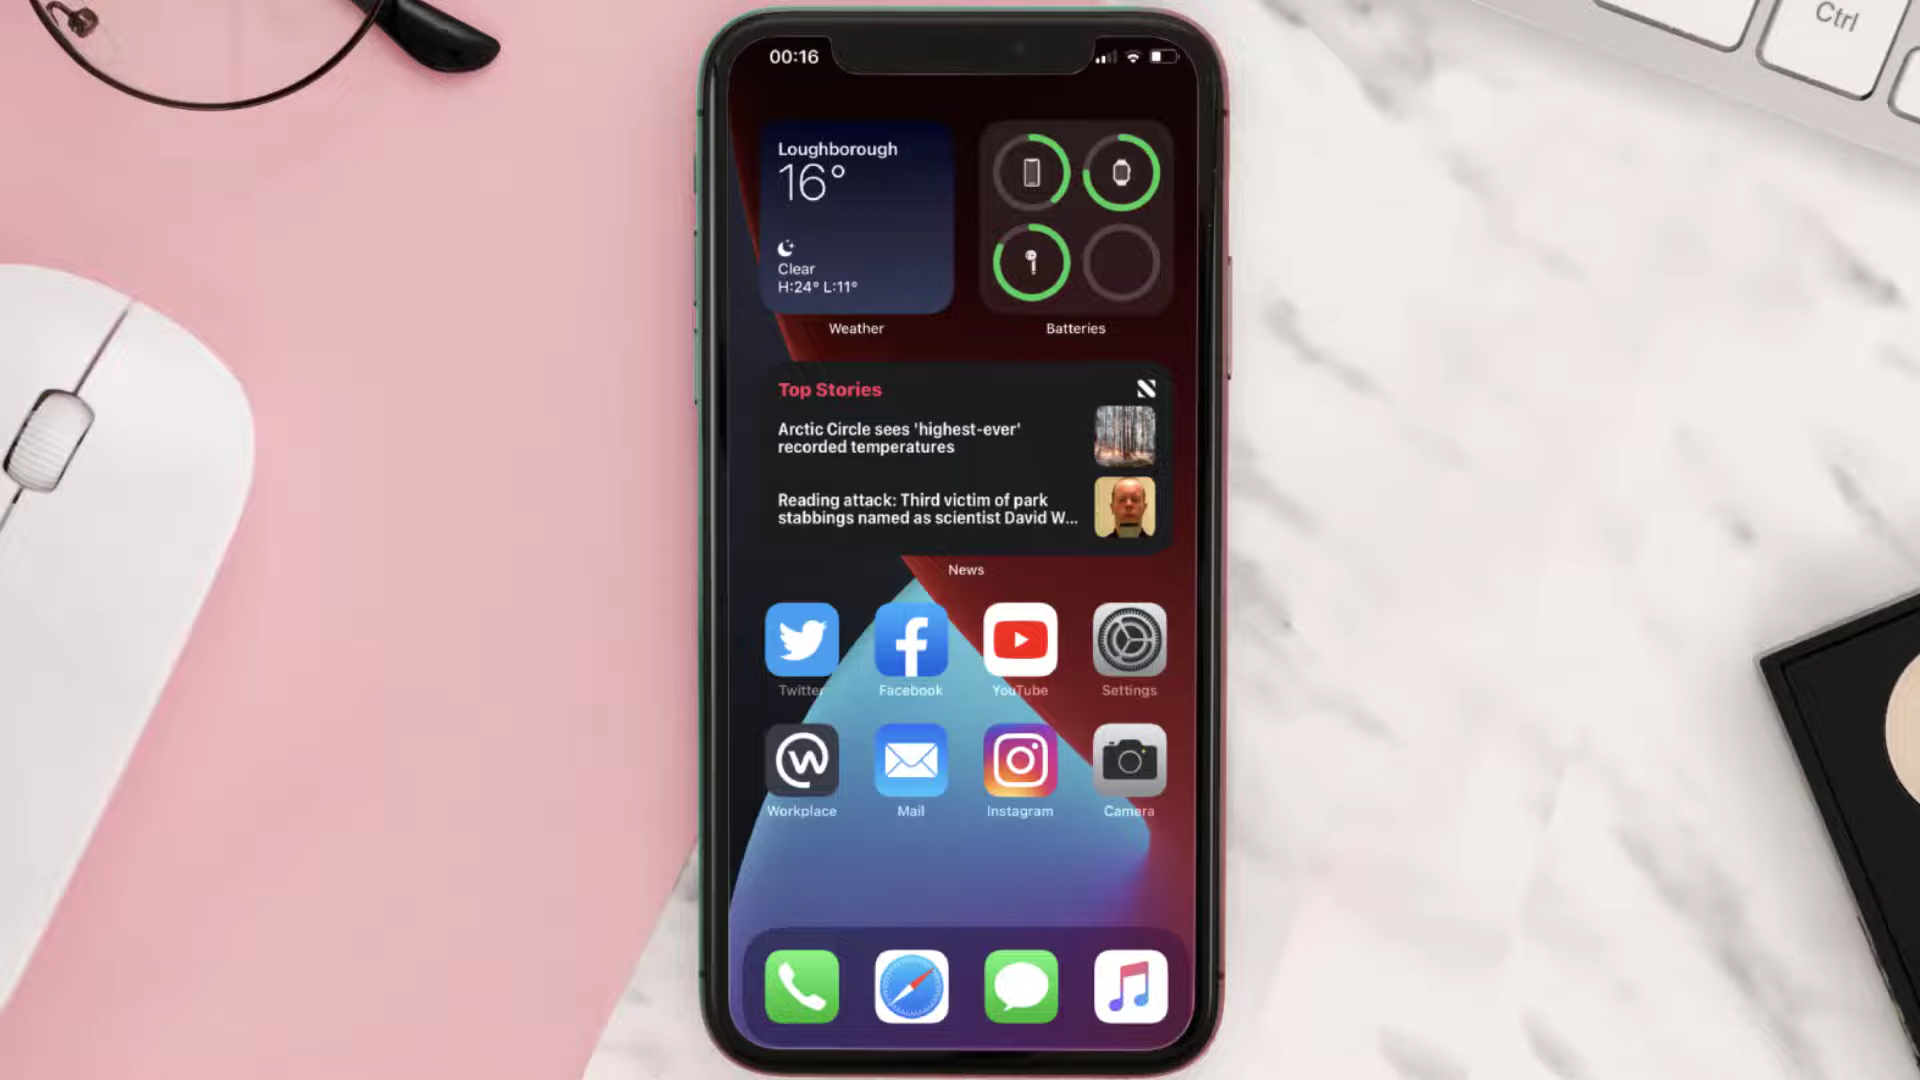 Ctrl
00:16
Loughborough
16°
Clear
H:24° L:11°
Weather
Batteries
Top Stories
Arctic Circle sees 'highest-ever'
recorded temperatures
Reading attack: Third victim of park
stabbings named as scientist David W...
News
Twitter
Facebook
YouTube
Settings
Workplace
Mail
Instagram
Camera